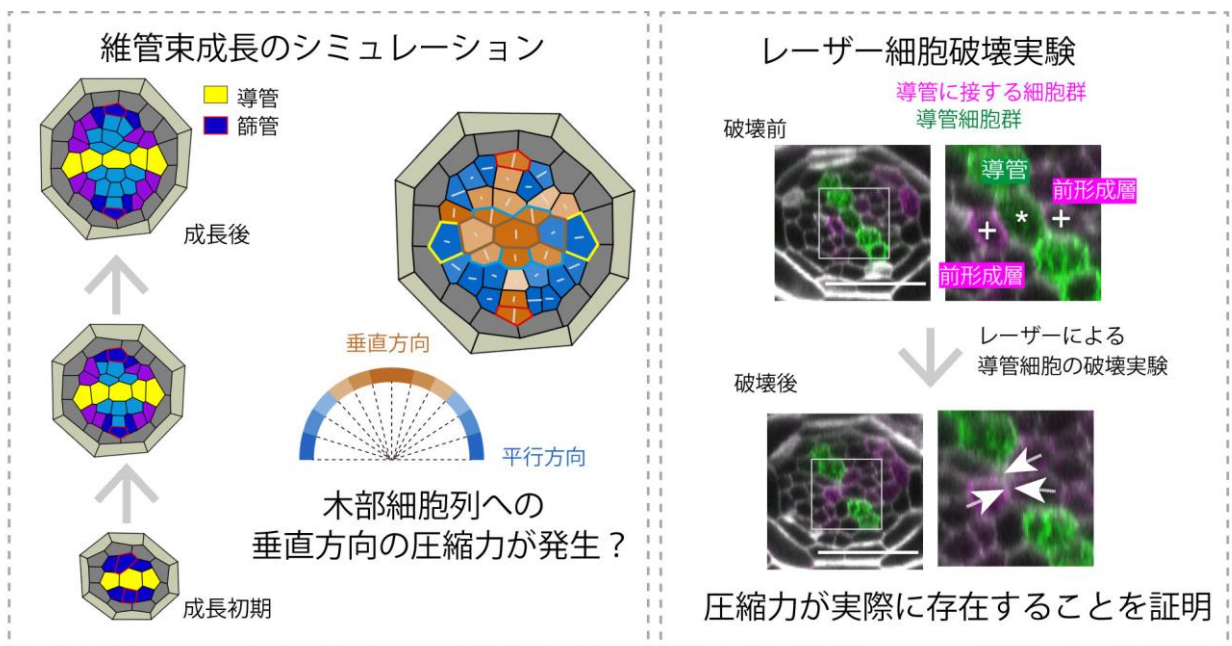 維管束成長のシミュレーション
導管
篩管
成長後
垂直方向
平行方向
木部細胞列への
垂直方向の圧縮力が発生？
成長初期
レーザー細胞破壊実験
導管に接する細胞群
導管細胞群
破壊前
導管
前形成層
+
*
+
前形成層
レーザーによる
導管細胞の破壊実験
破壊後
圧縮力が実際に存在することを証明